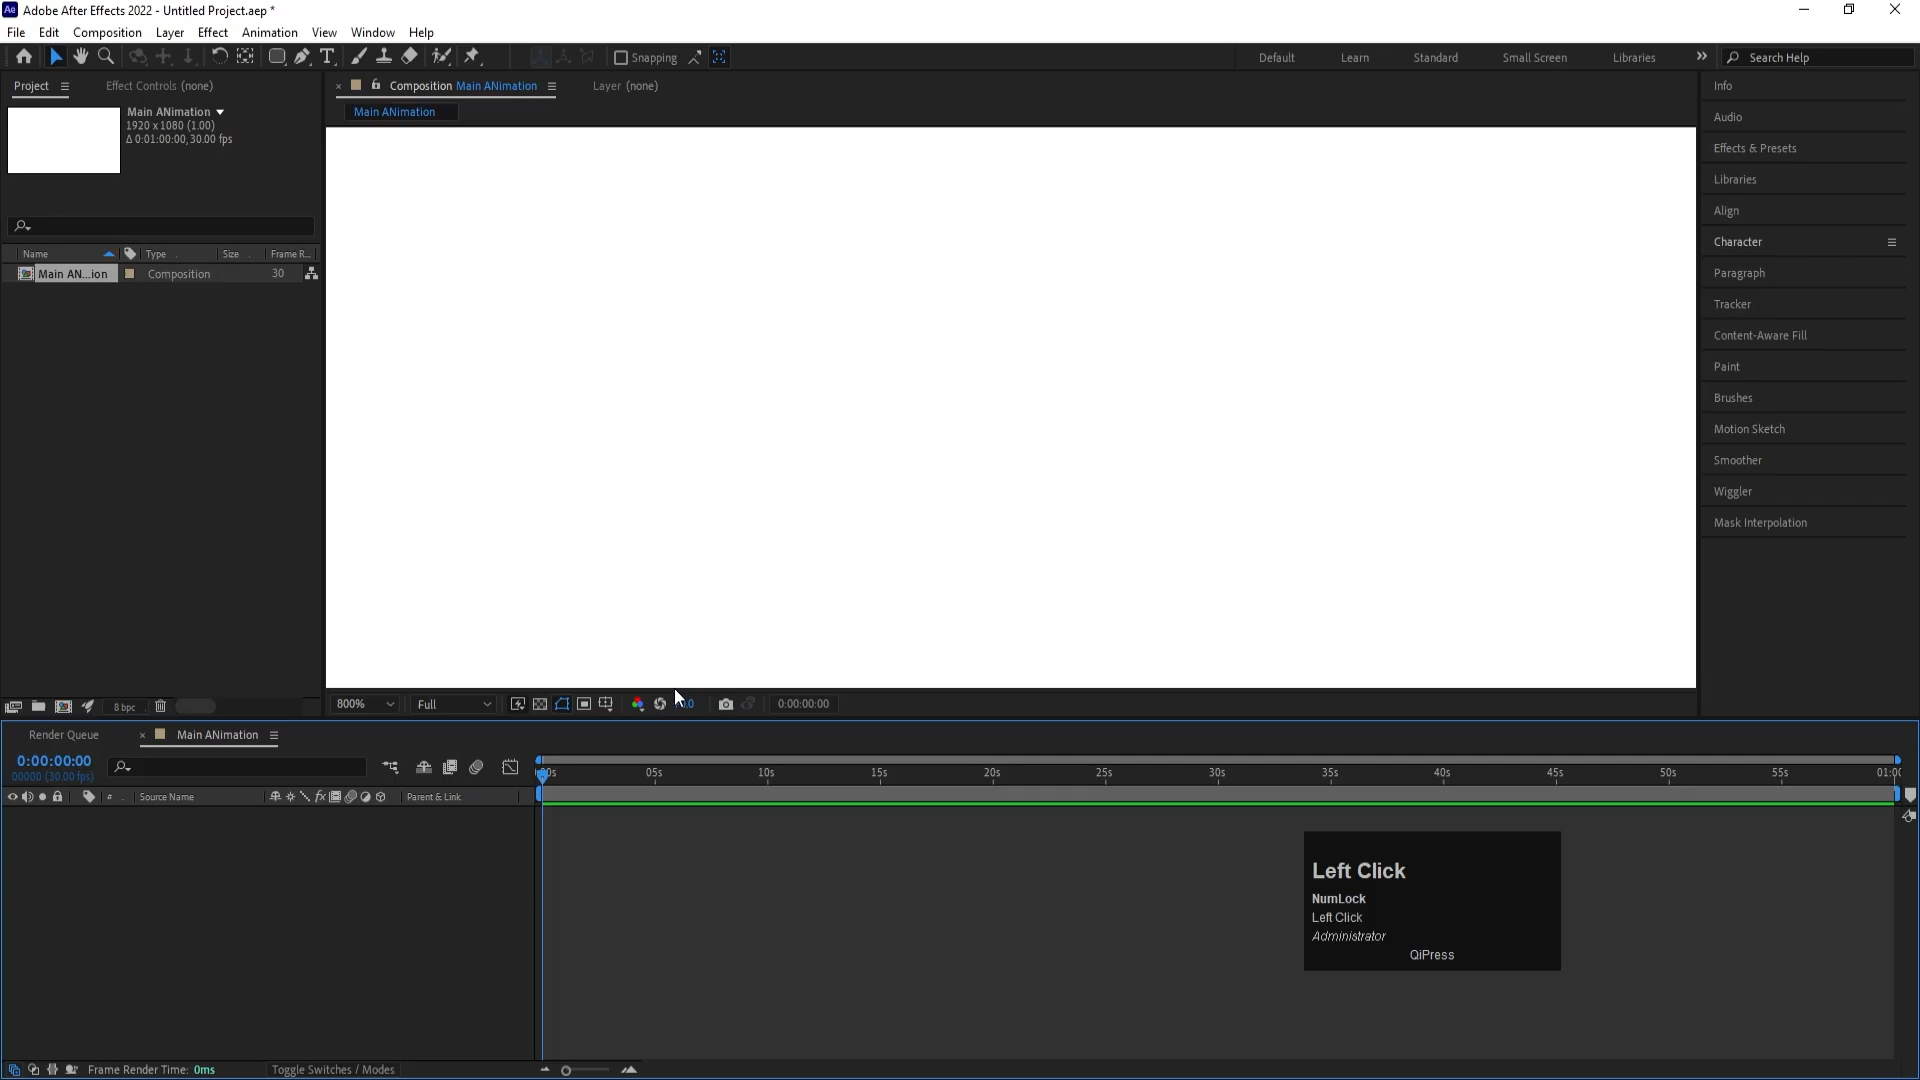 Adobe After Effects 2022 - Untitled Project.aep *
File Edit Composition Layer Effect Animation View Window Help
Snapping
Default Learn Standard Small Screen Libraries Search Help
Project Effect Controls (none)
Composition Main ANimation Layer (none)
Main ANimation
Main ANimation
1920 x 1080 (1.00)
Δ 0:01:00:00, 30.00 fps
Name Type Size Frame R...
Main AN...ion Composition 30
Info
Audio
Effects & Presets
Libraries
Align
Character
Paragraph
Tracker
Content-Aware Fill
Paint
Brushes
Motion Sketch
Smoother
Wiggler
Mask Interpolation
8 bpc
800% Full 0:00:00:00
Render Queue Main ANimation
0:00:00:00
00000 (30.00 fps)
05s 10s 15s 20s 25s 30s 35s 40s 45s 50s 55s
# Source Name fx Parent & Link
Left Click
NumLock
Left Click
Administrator
QiPress
Frame Render Time: 0ms Toggle Switches / Modes